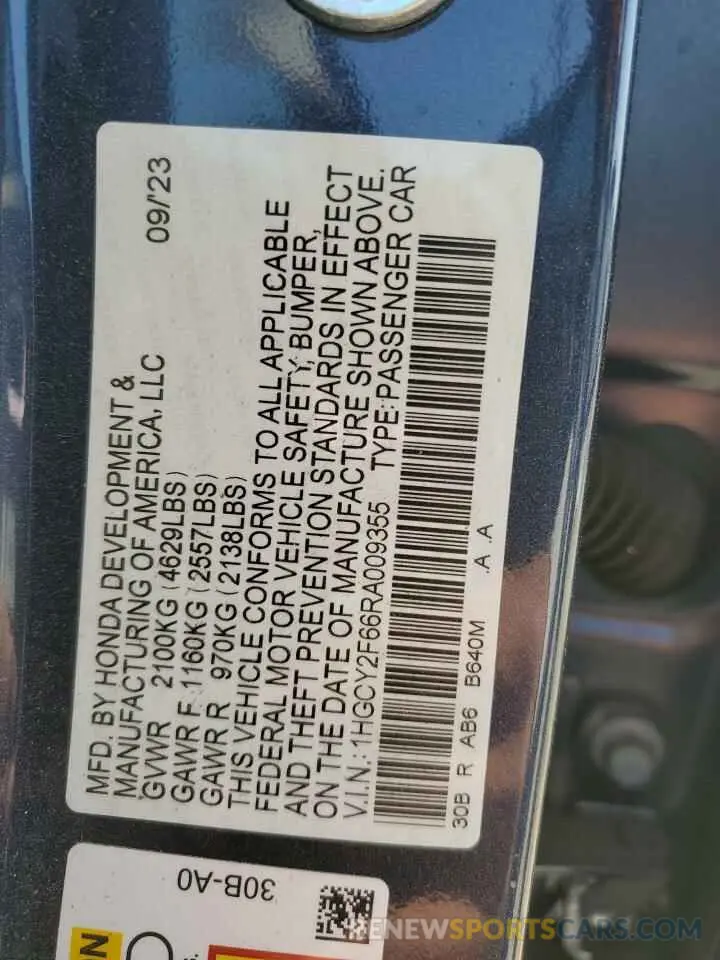 MFD. BY HONDA DEVELOPMENT &
MANUFACTURING OF AMERICA, LLC 09/'23
GVWR 2100KG (4629LBS)
GAWR F 1160KG (2557LBS)
GAWR R 970KG (2138LBS)
THIS VEHICLE CONFORMS TO ALL APPLICABLE
FEDERAL MOTOR VEHICLE SAFETY, BUMPER,
AND THEFT PREVENTION STANDARDS IN EFFECT
ON THE DATE OF MANUFACTURE SHOWN ABOVE.
V.I.N.: 1HGCY2F66RA009355 TYPE: PASSENGER CAR
30B R AB6 B640M .A .A
30B-A0
RENEWSPORTSCARS.COM